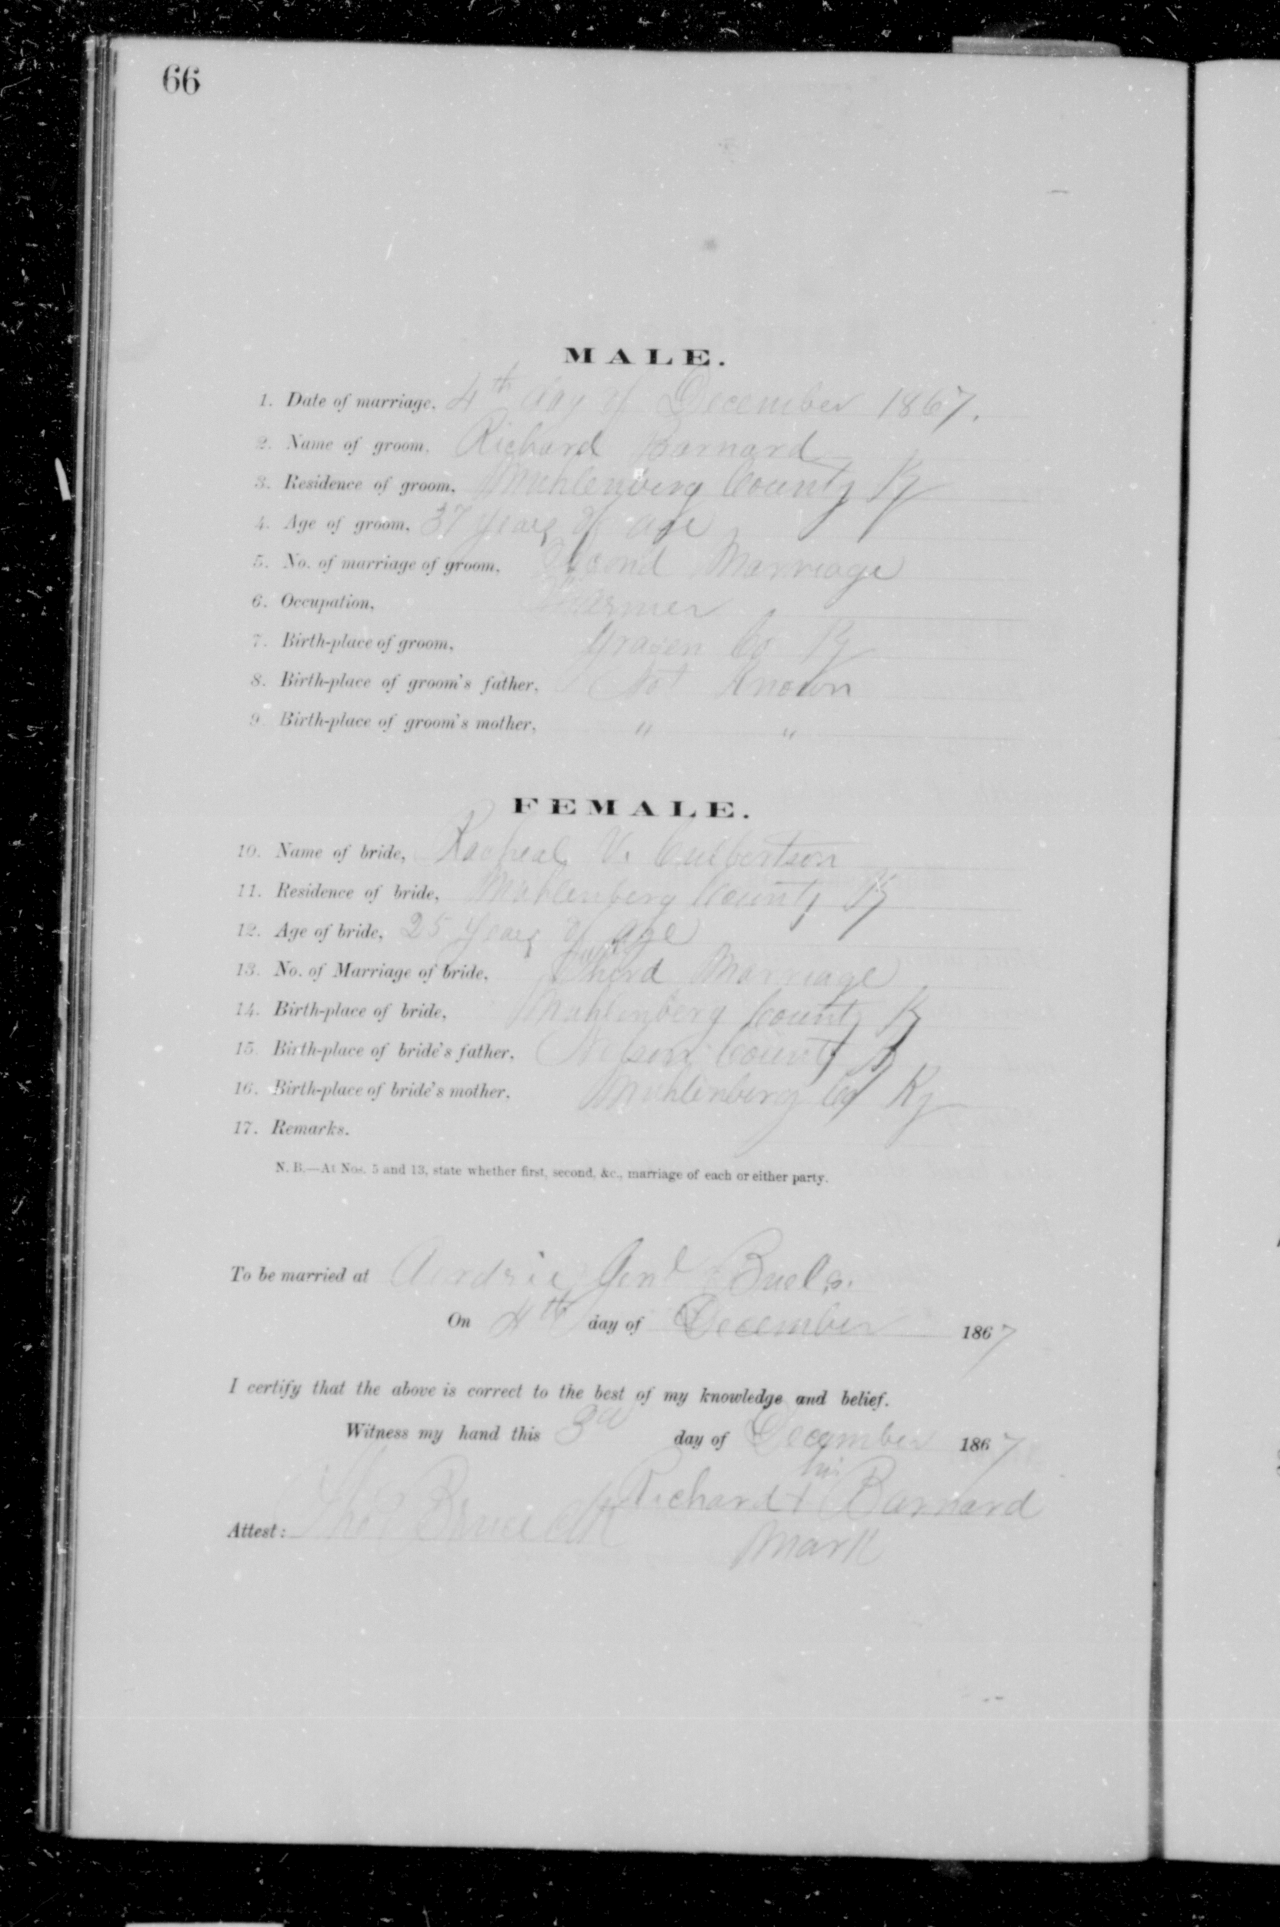 66
MALE.
1. Date of marriage, 4th day of December 1867.
2. Name of groom, Richard Barnard
3. Residence of groom, Muhlenberg County Ky
4. Age of groom, 37 years of age
5. No. of marriage of groom, Second Marriage
6. Occupation, Farmer
7. Birth-place of groom, Grayson Co Ky
8. Birth-place of groom's father, Not Known
9. Birth-place of groom's mother, " "
FEMALE.
10. Name of bride, V. Culbertson
11. Residence of bride, Muhlenberg County Ky
12. Age of bride, 25 years of age
13. No. of Marriage of bride, Third Marriage
14. Birth-place of bride, Muhlenberg County Ky
15. Birth-place of bride's father, Nelson County Ky
16. Birth-place of bride's mother, Muhlenberg Co Ky
17. Remarks.
N. B.—At Nos. 5 and 13, state whether first, second, &c., marriage of each or either party.
To be married at Genl Buels.
On 4th day of December 1867
I certify that the above is correct to the best of my knowledge and belief.
Witness my hand this 3d day of December 1867
his
Richard + Barnard
Attest: Bruce Clk
Mark